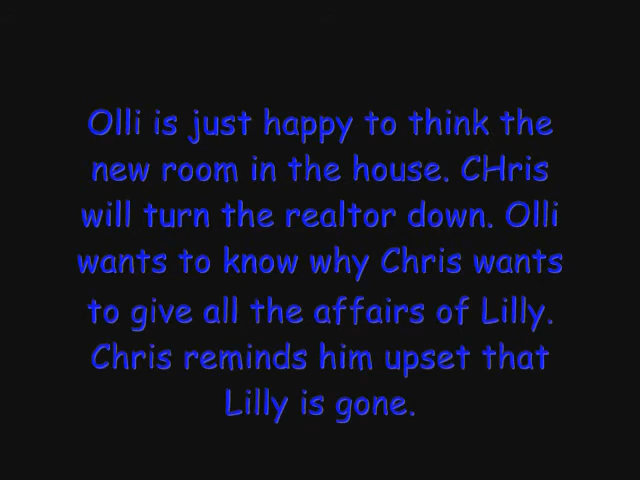 Olli is just happy to think the
new room in the house. CHris
will turn the realtor down. Olli
wants to know why Chris wants
to give all the affairs of Lilly.
Chris reminds him upset that
Lilly is gone.